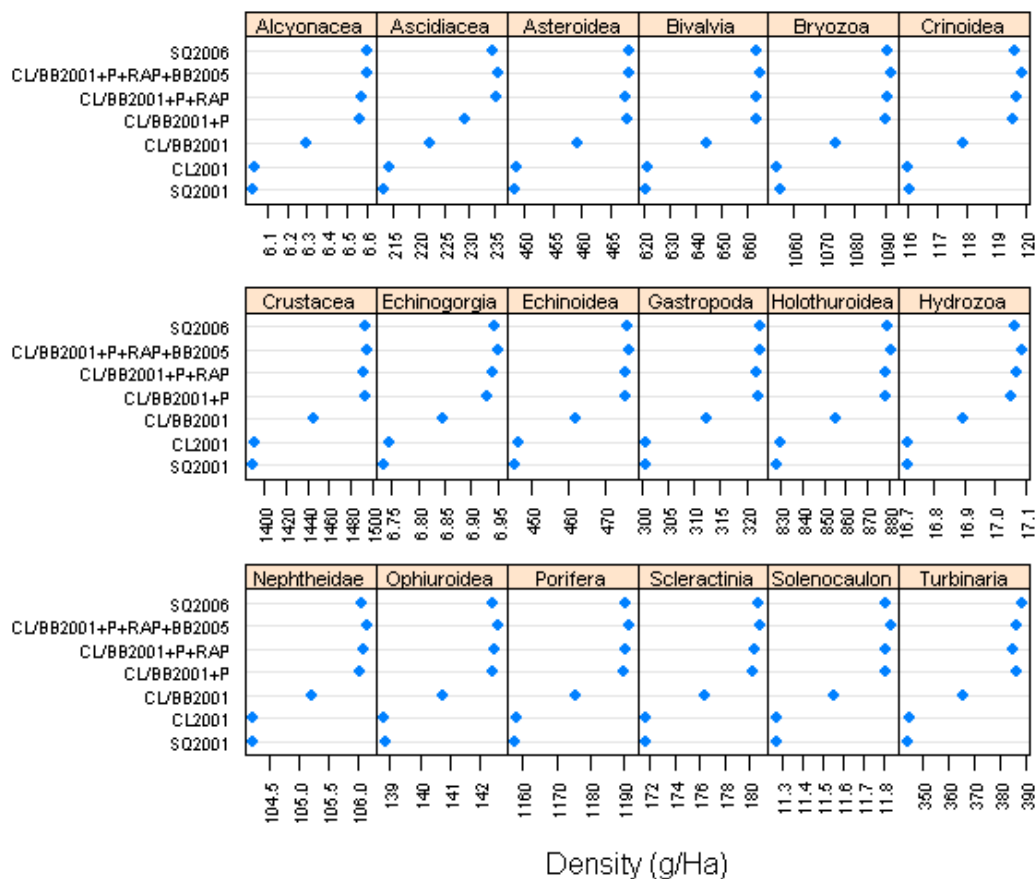 Alcyonacea Ascidiacea Asteroidea Bivalvia Bryozoa Crinoidea
SQ2006
CL/BB2001+P+RAP+BB2005
CL/BB2001+P+RAP
CL/BB2001+P
CL/BB2001
CL2001
SQ2001
6.1 6.2 6.3 6.4 6.5 6.6 215 220 225 230 235 450 455 460 465 620 630 640 650 660 1060 1070 1080 1090 116 117 118 119 120
Crustacea Echinogorgia Echinoidea Gastropoda Holothuroidea Hydrozoa
SQ2006
CL/BB2001+P+RAP+BB2005
CL/BB2001+P+RAP
CL/BB2001+P
CL/BB2001
CL2001
SQ2001
1400 1420 1440 1460 1480 1500 6.75 6.80 6.85 6.90 6.95 450 460 470 300 305 310 315 320 830 840 850 860 870 880 16.7 16.8 16.9 17.0 17.1
Nephtheidae Ophiuroidea Porifera Scleractinia Solenocaulon Turbinaria
SQ2006
CL/BB2001+P+RAP+BB2005
CL/BB2001+P+RAP
CL/BB2001+P
CL/BB2001
CL2001
SQ2001
104.5 105.0 105.5 106.0 139 140 141 142 1160 1170 1180 1190 172 174 176 178 180 11.3 11.4 11.5 11.6 11.7 11.8 350 360 370 380 390
Density (g/Ha)